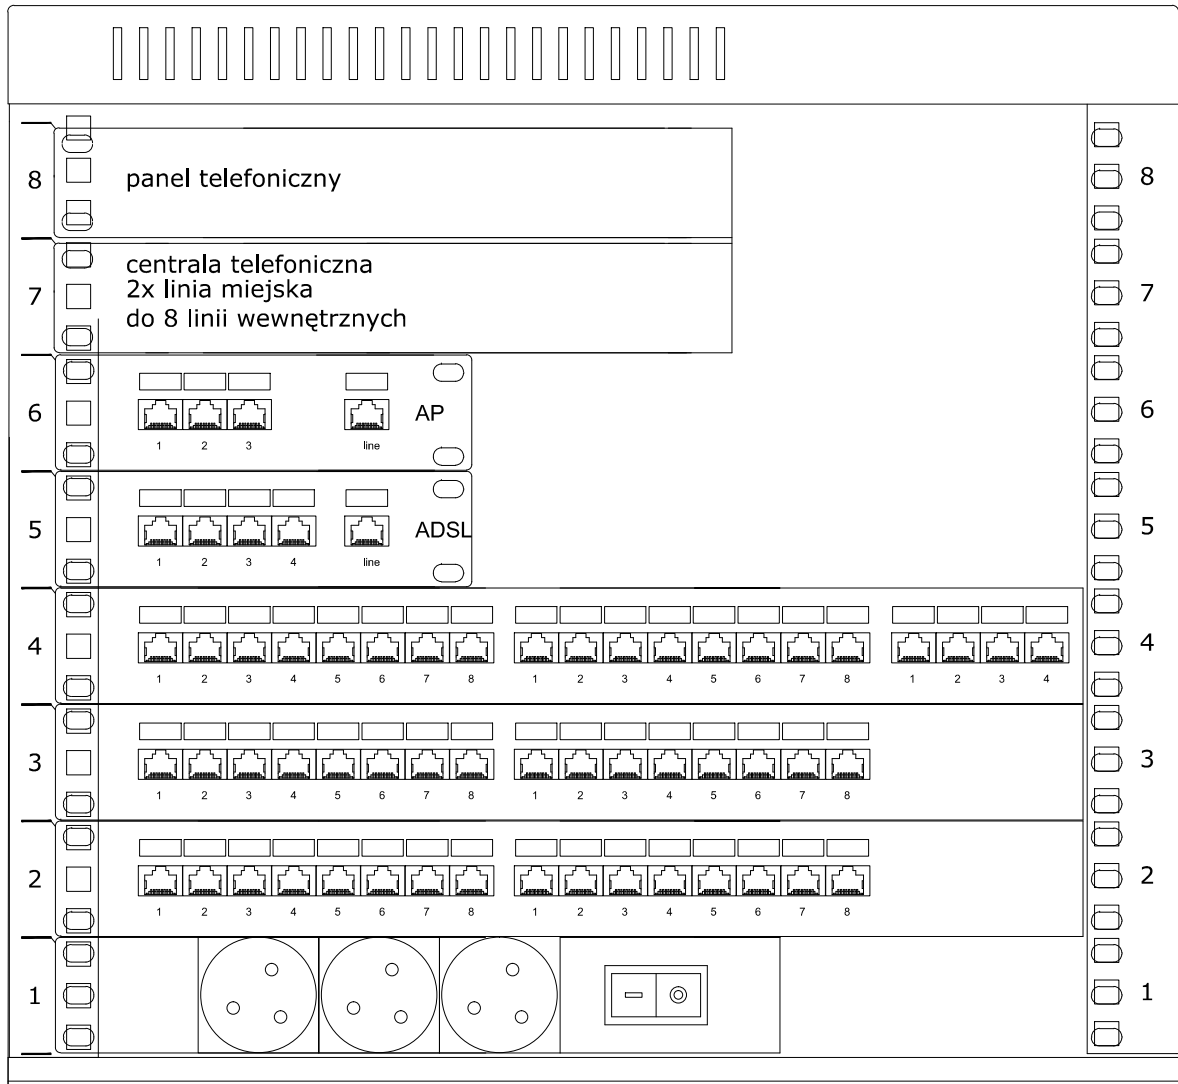 8 panel telefoniczny 8
centrala telefoniczna
7 2x linia miejska 7
do 8 linii wewnętrznych
6 AP 6
1 2 3 line
5 ADSL 5
1 2 3 4 line
4 4
1 2 3 4 5 6 7 8 1 2 3 4 5 6 7 8 1 2 3 4
3 3
1 2 3 4 5 6 7 8 1 2 3 4 5 6 7 8
2 2
1 2 3 4 5 6 7 8 1 2 3 4 5 6 7 8
1 1